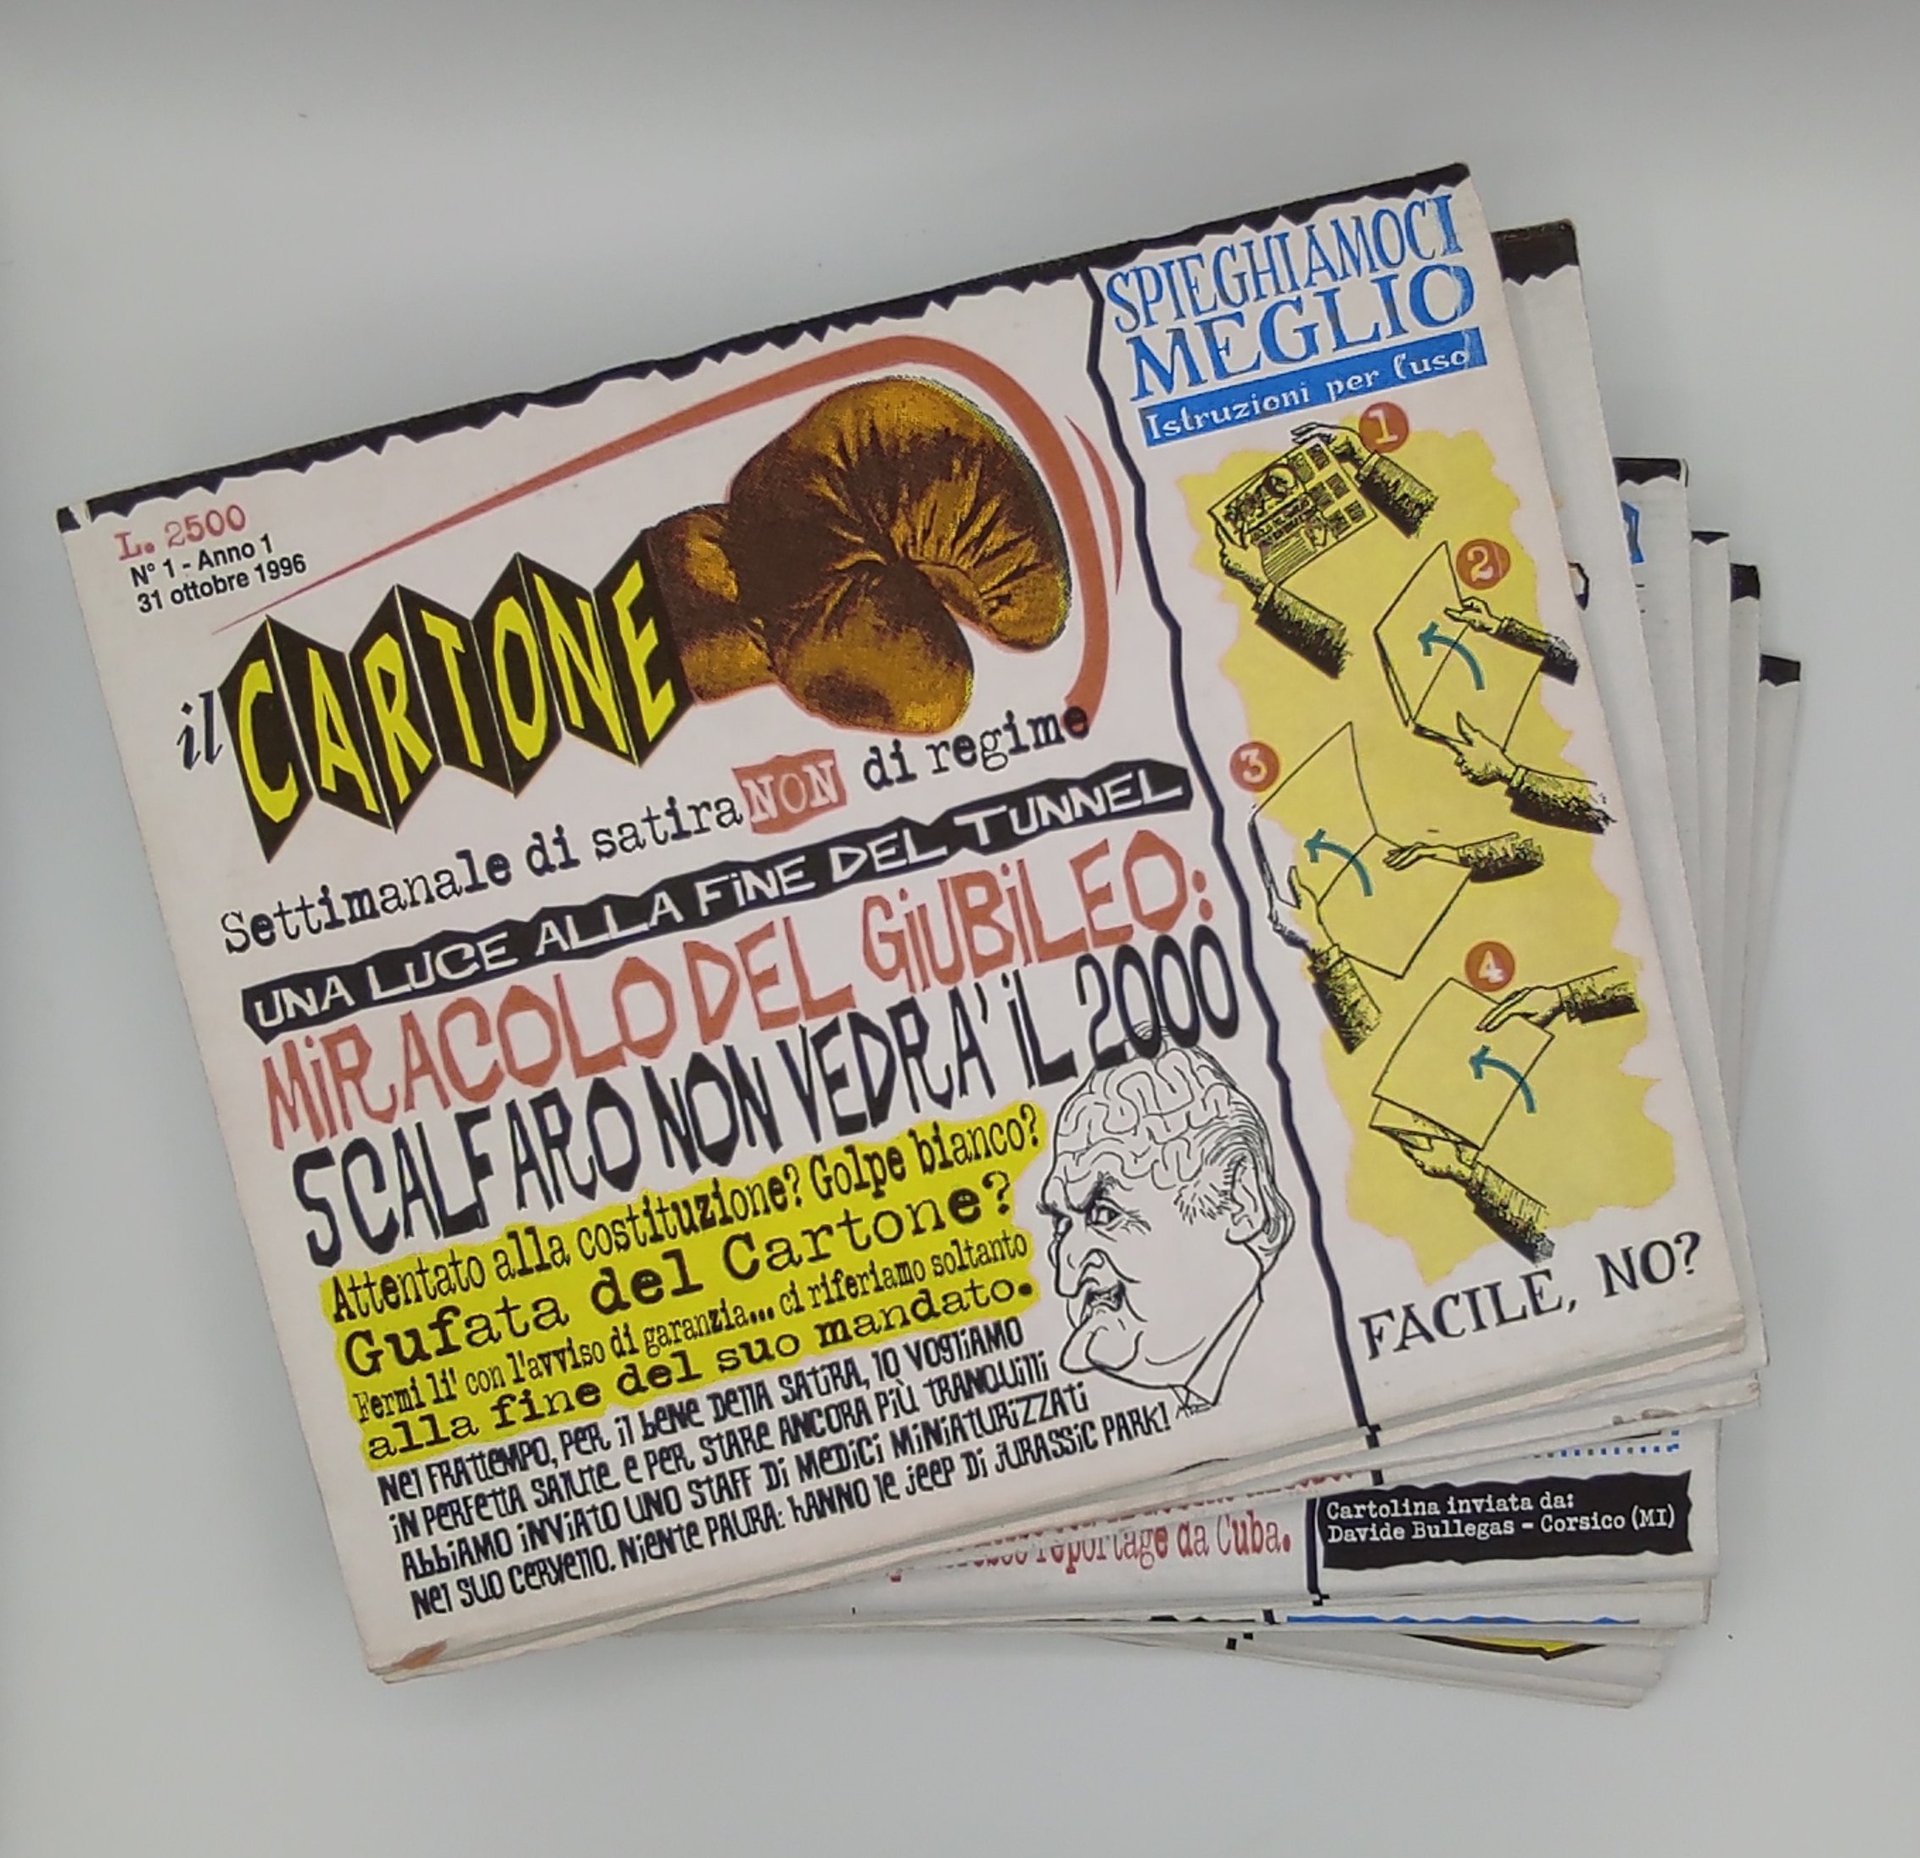 L. 2500
N° 1 - Anno 1
31 ottobre 1996
il CARTONE
Settimanale di satira NON di regime
UNA LUCE ALLA FINE DEL TUNNEL
MIRACOLO DEL GIUBILEO:
SCALFARO NON VEDRA' IL 2000
Attentato alla costituzione? Golpe bianco?
Gufata del Cartone?
Fermi li' con l'avviso di garanzia... ci riferiamo soltanto
alla fine del suo mandato.
NEL FRATTEMPO, PER IL BENE DELLA SATIRA, LO VOGLIAMO
IN PERFETTA SALUTE E PER STARE ANCORA PIÙ TRANQUILLI
ABBIAMO INVIATO UNO STAFF DI MEDICI MINIATURIZZATI
NEL SUO CERVELLO. NIENTE PAURA: HANNO LE JEEP DI JURASSIC PARK!
SPIEGHIAMOCI
MEGLIO
Istruzioni per l'uso
1
2
3
4
FACILE, NO?
reportage da Cuba.
Cartolina inviata da:
Davide Bullegas - Corsico (MI)